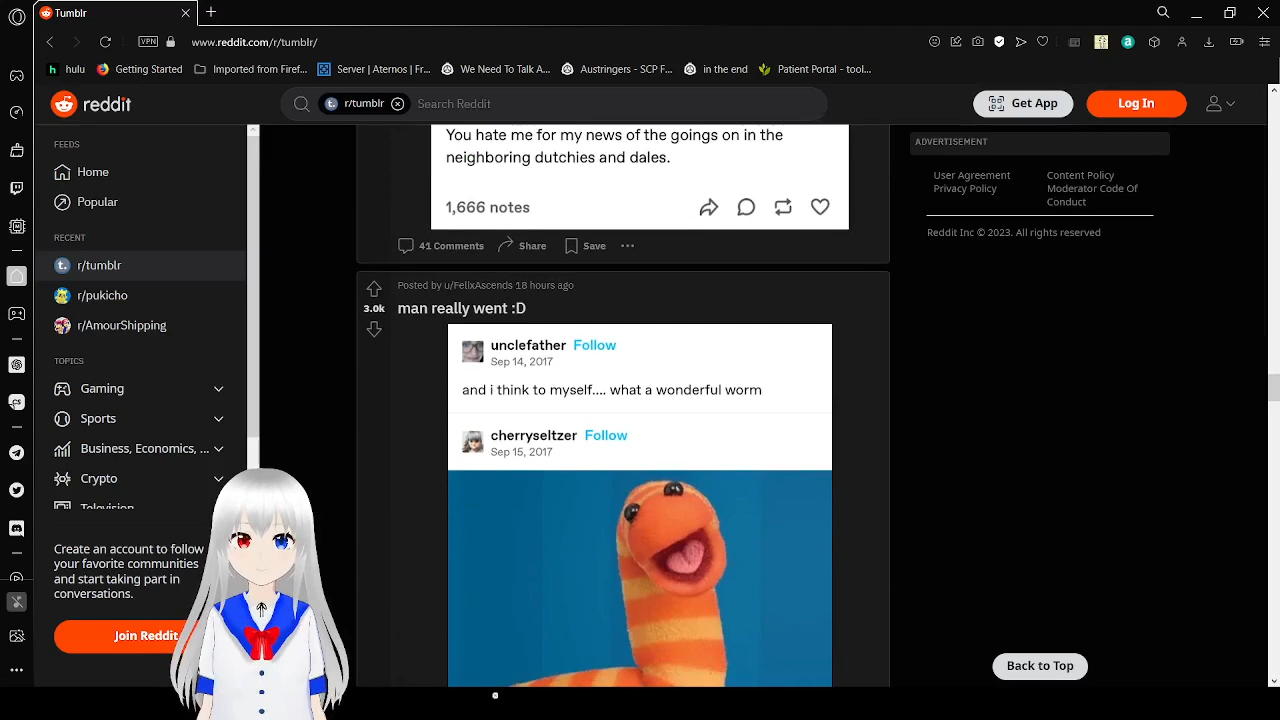 Tumblr
www.reddit.com/r/tumblr/
VPN
hulu
Getting Started
Imported from Firef...
Server | Aternos | Fr...
We Need To Talk A...
Austringers - SCP F...
in the end
Patient Portal - tool...
reddit
r/tumblr
Search Reddit
Get App
Log In
FEEDS
Home
Popular
RECENT
r/tumblr
r/pukicho
r/AmourShipping
TOPICS
Gaming
Sports
Business, Economics, ...
Crypto
Television
Create an account to follow
your favorite communities
and start taking part in
conversations.
Join Reddit
You hate me for my news of the goings on in the
neighboring dutchies and dales.
1,666 notes
41 Comments
Share
Save
Posted by u/FelixAscends 18 hours ago
3.0k
man really went :D
unclefather Follow
Sep 14, 2017
and i think to myself.... what a wonderful worm
cherryseltzer Follow
Sep 15, 2017
ADVERTISEMENT
User Agreement
Privacy Policy
Content Policy
Moderator Code Of
Conduct
Reddit Inc © 2023. All rights reserved
Back to Top